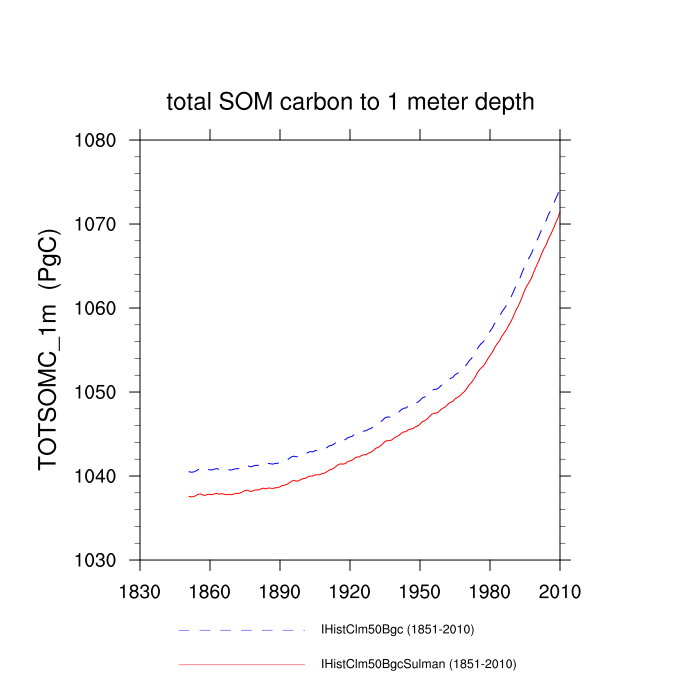 total SOM carbon to 1 meter depth
TOTSOMC_1m (PgC)
1080
1070
1060
1050
1040
1030
1830 1860 1890 1920 1950 1980 2010
IHistClm50Bgc (1851-2010)
IHistClm50BgcSulman (1851-2010)